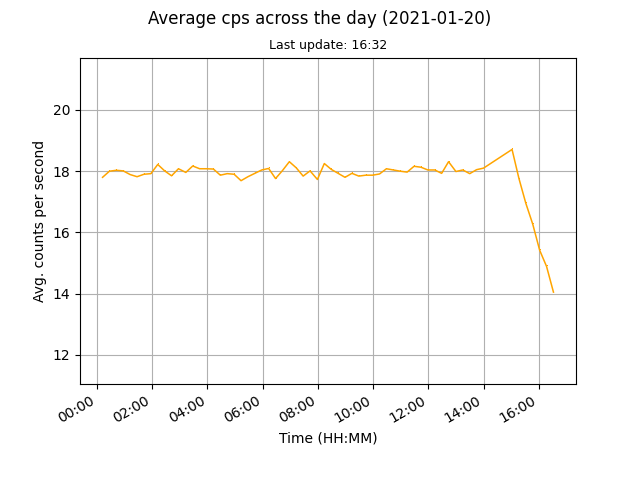 Average cps across the day (2021-01-20)
Last update: 16:32
Avg. counts per second
20
18
16
14
12
00:00 02:00 04:00 06:00 08:00 10:00 12:00 14:00 16:00
Time (HH:MM)